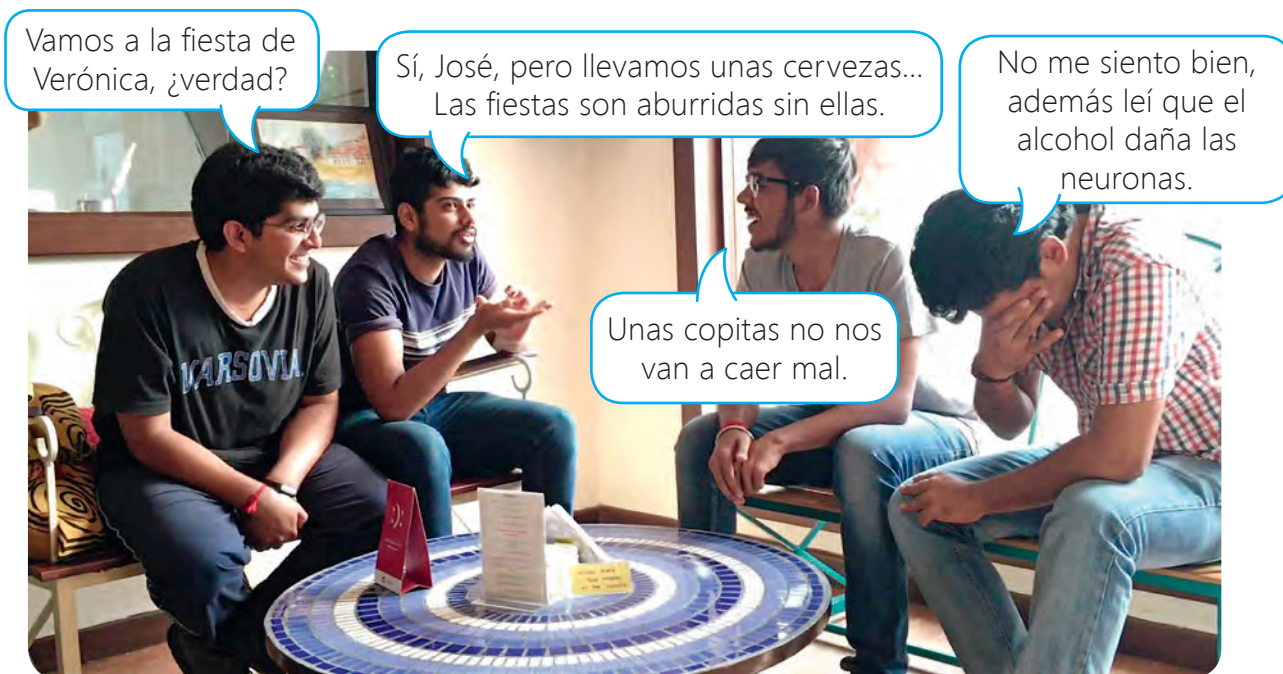 Vamos a la fiesta de
Verónica, ¿verdad?
Sí, José, pero llevamos unas cervezas...
Las fiestas son aburridas sin ellas.
No me siento bien,
además leí que el
alcohol daña las
neuronas.
Unas copitas no nos
van a caer mal.
VARSOVIA